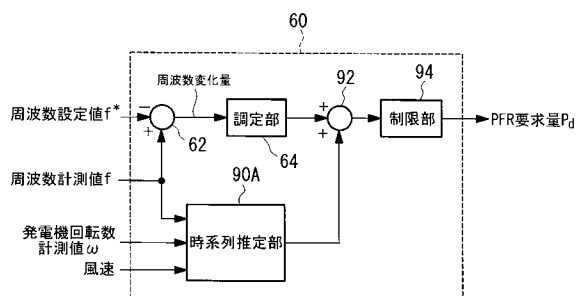 60
周波数変化量
92
94
周波数設定値f*
−
+
62
調定部
64
+
+
制限部
PFR要求量Pd
周波数計測値f
90A
発電機回転数
計測値ω
時系列推定部
風速